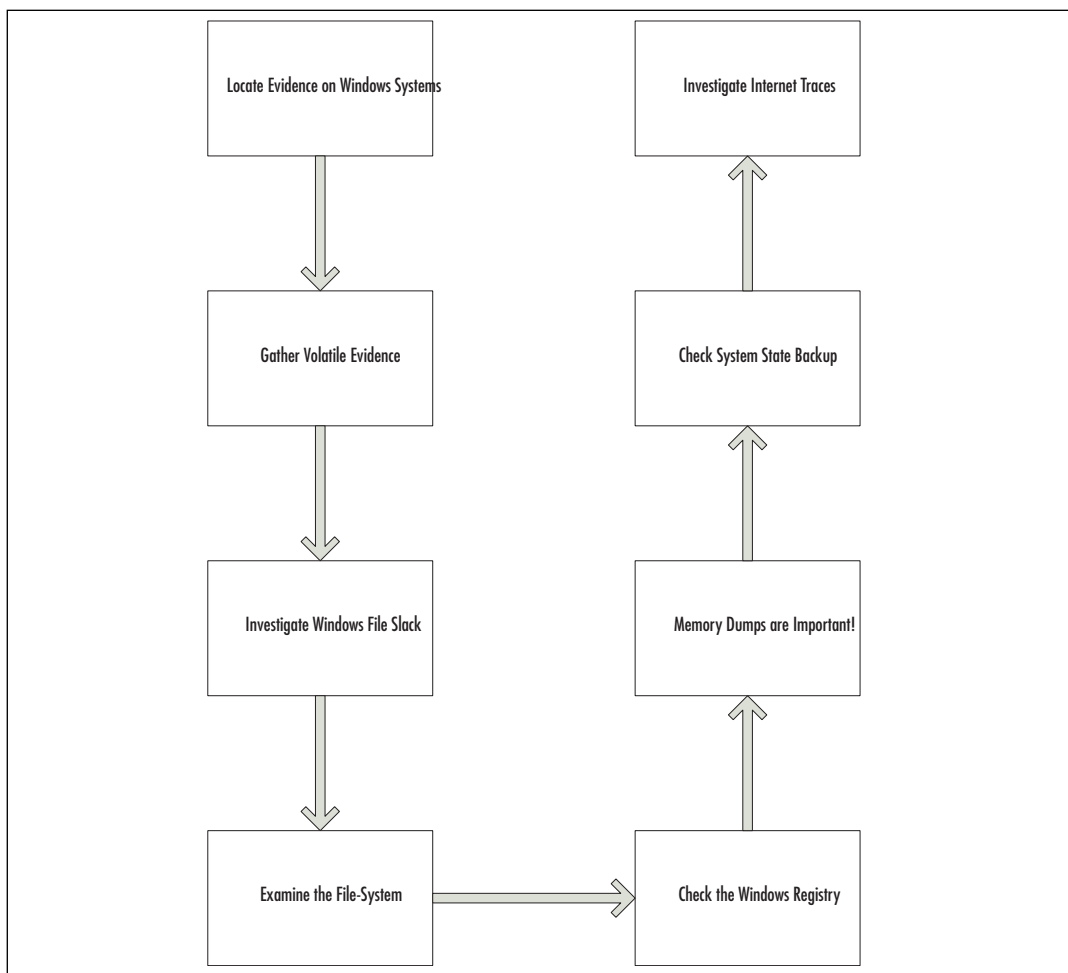 Locate Evidence on Windows Systems
Gather Volatile Evidence
Investigate Windows File Slack
Examine the File-System
Check the Windows Registry
Memory Dumps are Important!
Check System State Backup
Investigate Internet Traces